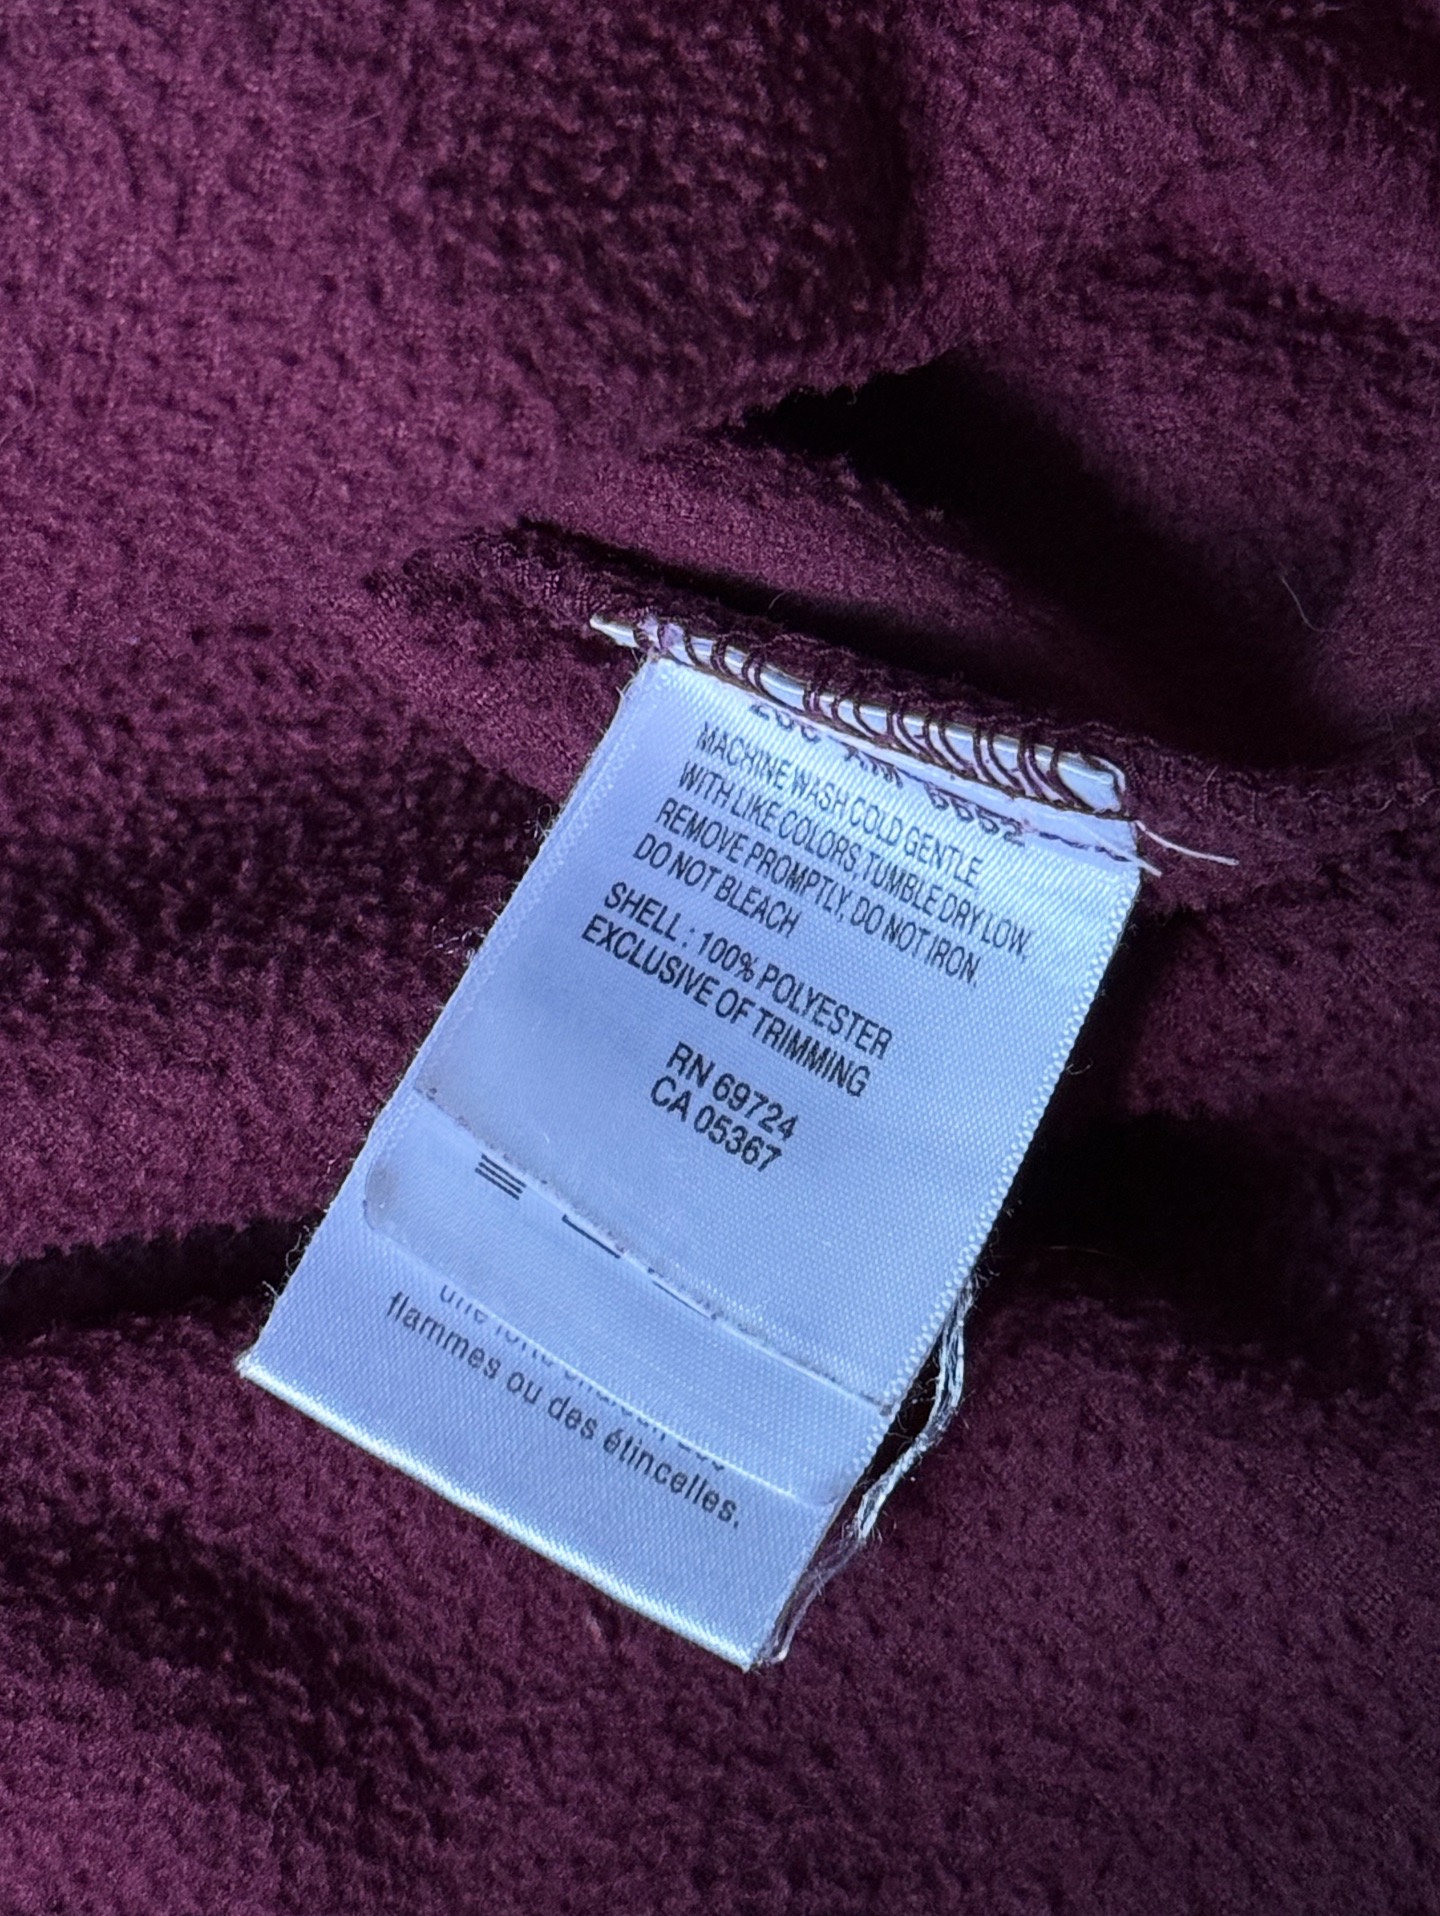 MACHINE WASH COLD GENTLE,
WITH LIKE COLORS, TUMBLE DRY LOW,
REMOVE PROMPTLY, DO NOT IRON.
DO NOT BLEACH
SHELL : 100% POLYESTER
EXCLUSIVE OF TRIMMING
RN 69724
CA 05367
flammes ou des étincelles.